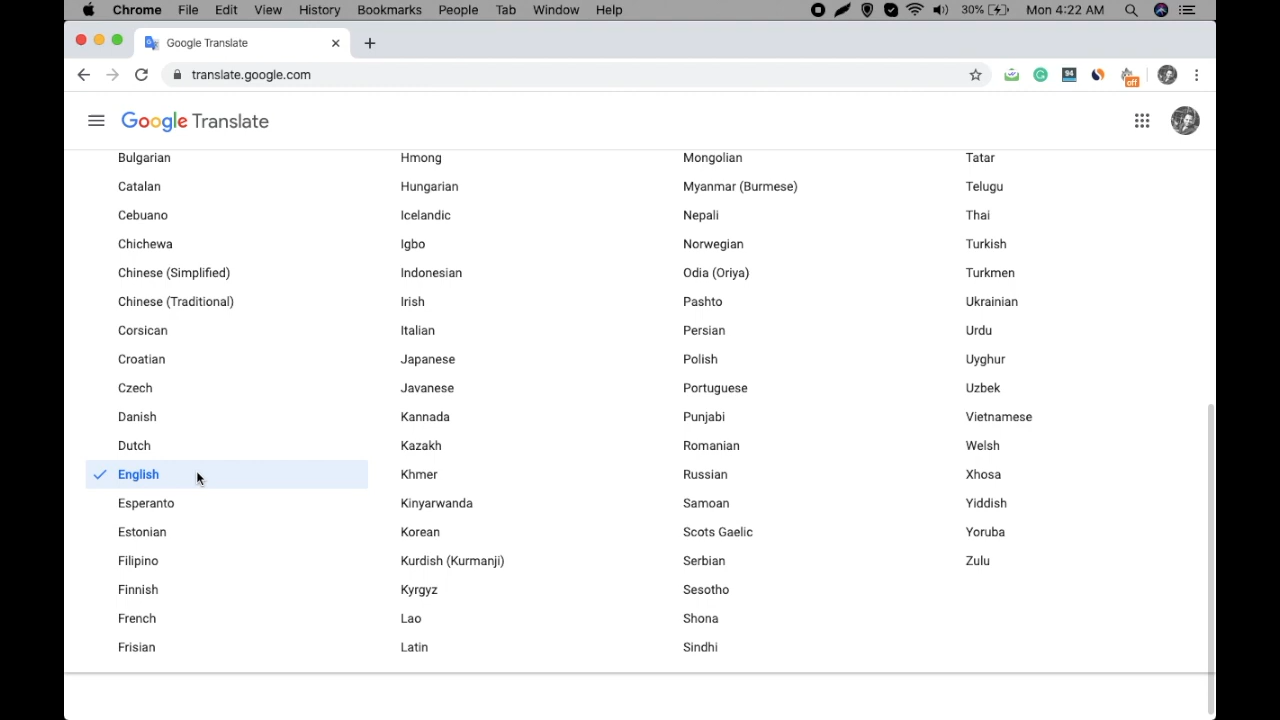 Chrome File Edit View History Bookmarks People Tab Window Help 30% Mon 4:22 AM
Google Translate
translate.google.com 94 off
Google Translate
Bulgarian
Catalan
Cebuano
Chichewa
Chinese (Simplified)
Chinese (Traditional)
Corsican
Croatian
Czech
Danish
Dutch
English
Esperanto
Estonian
Filipino
Finnish
French
Frisian
Hmong
Hungarian
Icelandic
Igbo
Indonesian
Irish
Italian
Japanese
Javanese
Kannada
Kazakh
Khmer
Kinyarwanda
Korean
Kurdish (Kurmanji)
Kyrgyz
Lao
Latin
Mongolian
Myanmar (Burmese)
Nepali
Norwegian
Odia (Oriya)
Pashto
Persian
Polish
Portuguese
Punjabi
Romanian
Russian
Samoan
Scots Gaelic
Serbian
Sesotho
Shona
Sindhi
Tatar
Telugu
Thai
Turkish
Turkmen
Ukrainian
Urdu
Uyghur
Uzbek
Vietnamese
Welsh
Xhosa
Yiddish
Yoruba
Zulu